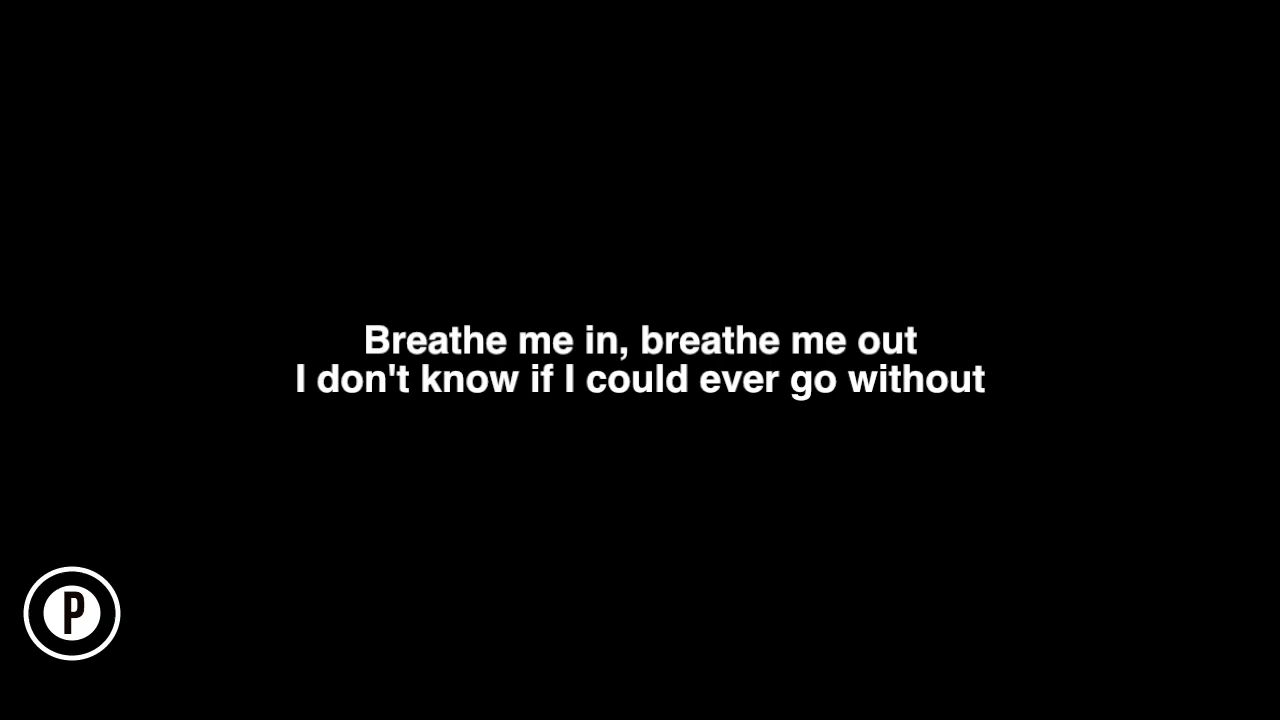 Breathe me in, breathe me out
I don't know if I could ever go without
P